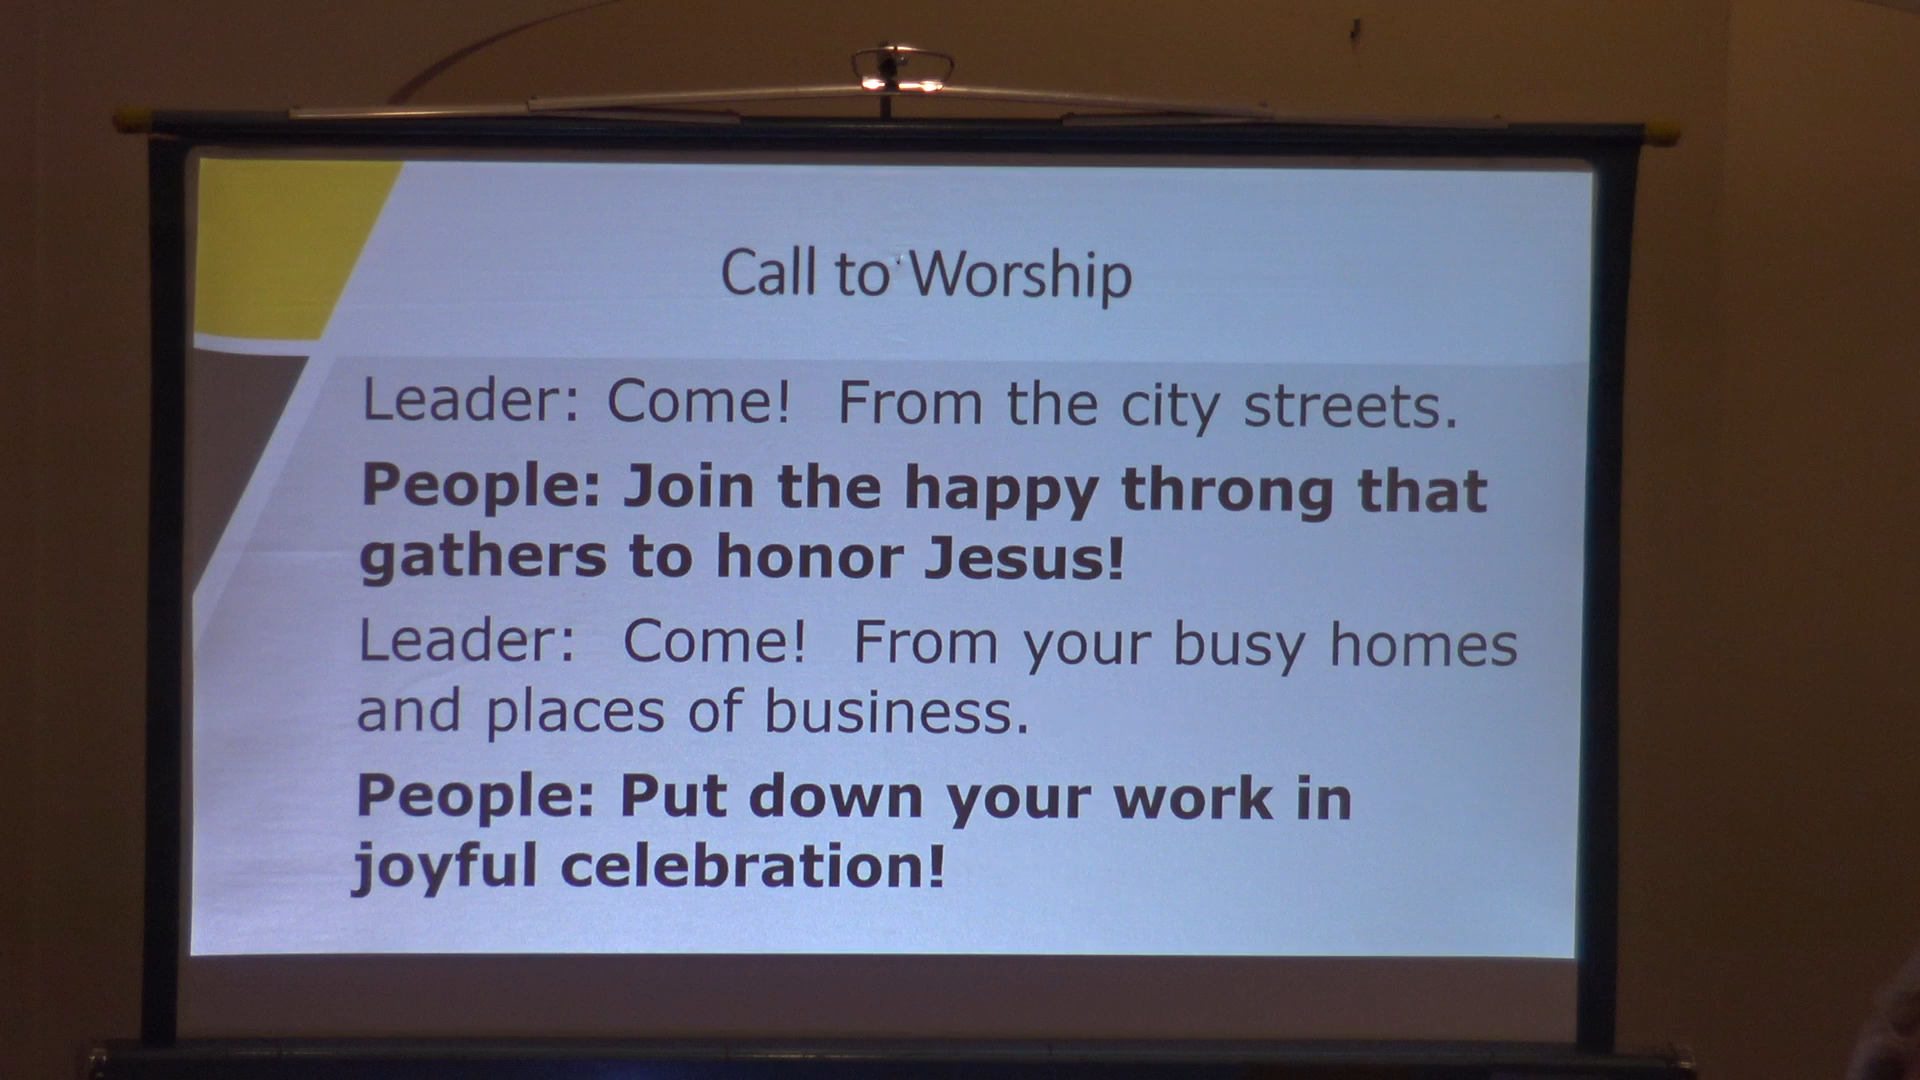 Call to Worship
Leader: Come!  From the city streets.
People: Join the happy throng that
gathers to honor Jesus!
Leader:  Come!  From your busy homes
and places of business.
People: Put down your work in
joyful celebration!